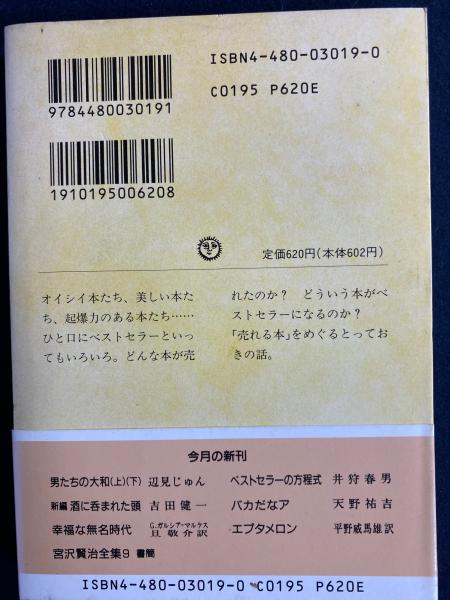 ISBN4-480-03019-0
C0195 P620E
9784480030191
1910195006208
定価620円(本体602円)
オイシイ本たち、美しい本た
ち、起爆力のある本たち……
ひと口にベストセラーといっ
てもいろいろ。どんな本が売
れたのか? どういう本がベ
ストセラーになるのか?
「売れる本」をめぐるとってお
きの話。
今月の新刊
男たちの大和(上)(下) 辺見じゅん
新編 酒に呑まれた頭 吉田健一
幸福な無名時代 G.ガルシア=マルケス 旦敬介訳
宮沢賢治全集9 書簡
ベストセラーの方程式 井狩春男
バカだなア 天野祐吉
エプタメロン 平野威馬雄訳
ISBN4-480-03019-0 C0195 P620E